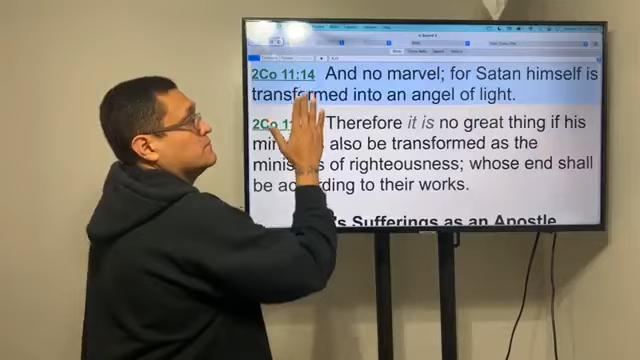 2Co 11:14 And no marvel; for Satan himself is
transformed into an angel of light.
2Co Therefore it is no great thing if his
also be transformed as the
of righteousness; whose end shall
be according to their works.
Sufferings as an Apostle